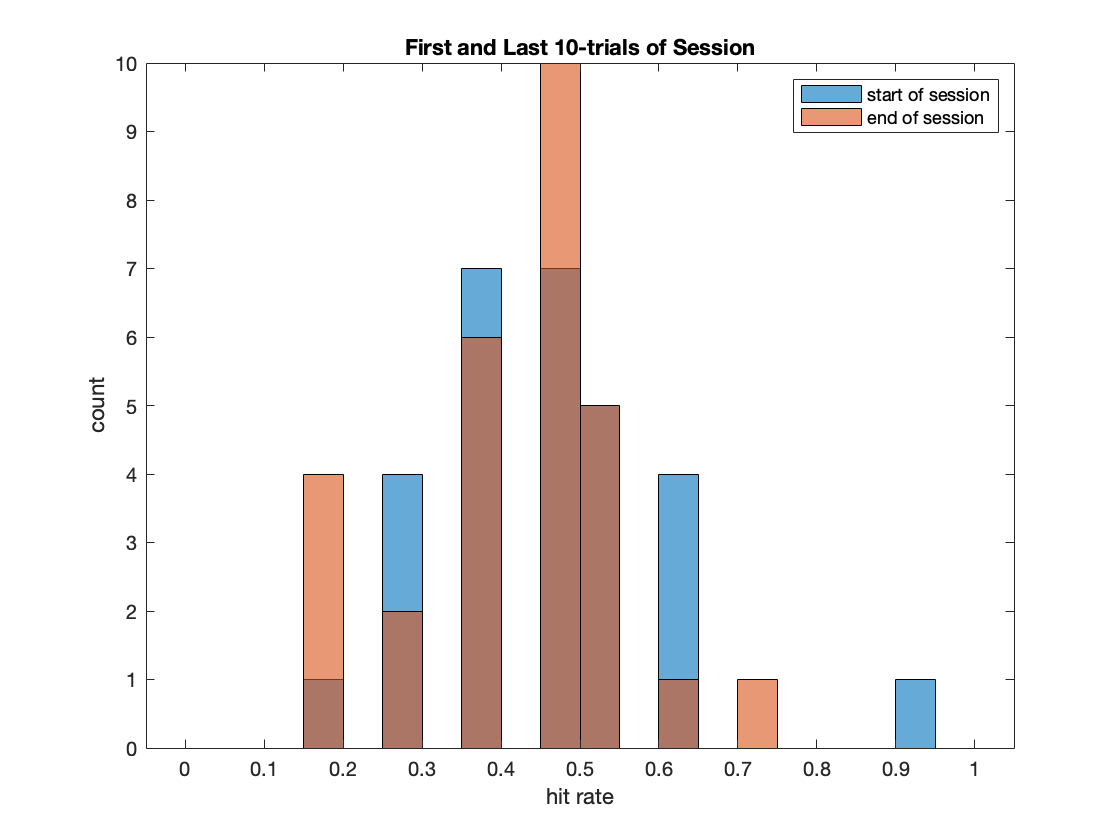 First and Last 10-trials of Session
start of session
end of session
count
10
9
8
7
6
5
4
3
2
1
0
0 0.1 0.2 0.3 0.4 0.5 0.6 0.7 0.8 0.9 1
hit rate